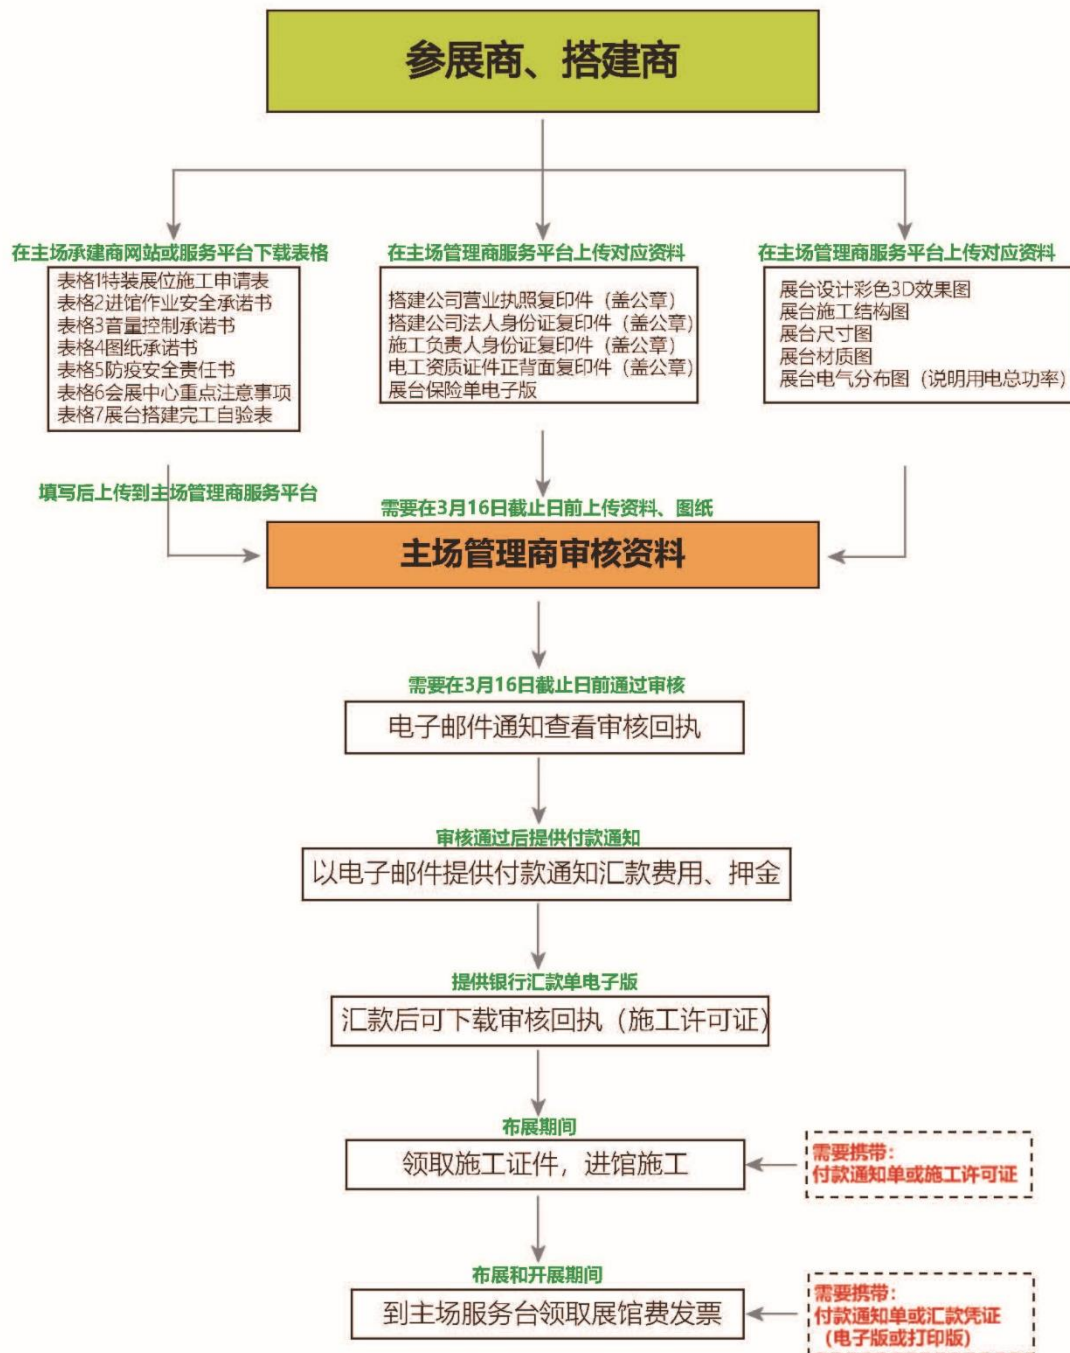 参展商、搭建商
在主场承建商网站或服务平台下载表格
表格1特装展位施工申请表
表格2进馆作业安全承诺书
表格3音量控制承诺书
表格4图纸承诺书
表格5防疫安全责任书
表格6会展中心重点注意事项
表格7展台搭建完工自验表
在主场管理商服务平台上传对应资料
搭建公司营业执照复印件（盖公章）
搭建公司法人身份证复印件（盖公章）
施工负责人身份证复印件（盖公章）
电工资质证件正背面复印件（盖公章）
展台保险单电子版
在主场管理商服务平台上传对应资料
展台设计彩色3D效果图
展台施工结构图
展台尺寸图
展台材质图
展台电气分布图（说明用电总功率）
填写后上传到主场管理商服务平台
需要在3月16日截止日前上传资料、图纸
主场管理商审核资料
需要在3月16日截止日前通过审核
电子邮件通知查看审核回执
审核通过后提供付款通知
以电子邮件提供付款通知汇款费用、押金
提供银行汇款单电子版
汇款后可下载审核回执（施工许可证）
布展期间
领取施工证件，进馆施工
需要携带：
付款通知单或施工许可证
布展和开展期间
到主场服务台领取展馆费发票
需要携带：
付款通知单或汇款凭证
（电子版或打印版）